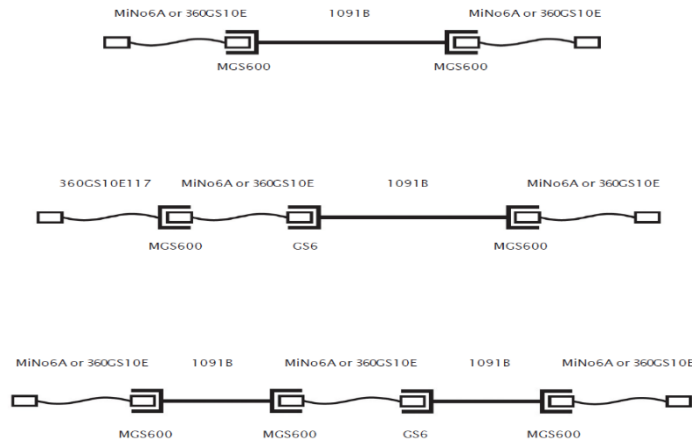 MiNo6A or 360GS10E 1091B MiNo6A or 360GS10E
MGS600 MGS600
360GS10E117 MiNo6A or 360GS10E 1091B MiNo6A or 360GS10E
MGS600 GS6 MGS600
MiNo6A or 360GS10E 1091B MiNo6A or 360GS10E 1091B MiNo6A or 360GS10E
MGS600 MGS600 GS6 MGS600